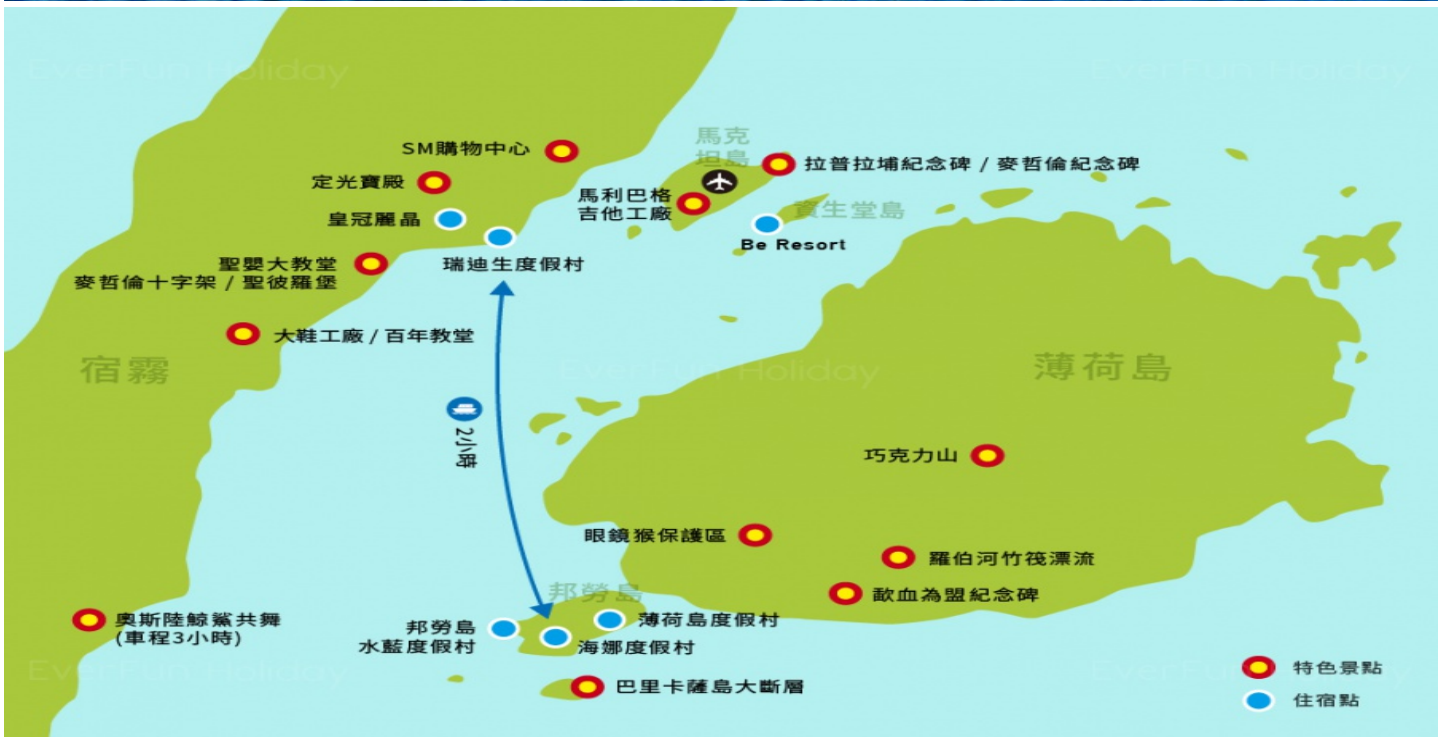 EverFun Holiday
EverFun Holiday
馬克
坦島
SM購物中心
拉普拉埔紀念碑 / 麥哲倫紀念碑
定光寶殿
馬利巴格
吉他工廠
皇冠麗晶
資生堂島
Be Resort
聖嬰大教堂
麥哲倫十字架 / 聖彼羅堡
瑞迪生度假村
大鞋工廠 / 百年教堂
宿霧
薄荷島
EverFun Holiday
2小時
巧克力山
眼鏡猴保護區
羅伯河竹筏漂流
邦勞島
歃血為盟紀念碑
奧斯陸鯨鯊共舞
(車程3小時)
邦勞島
水藍度假村
薄荷島度假村
海娜度假村
EverFun Holiday
EverFun Holiday
巴里卡薩島大斷層
特色景點
住宿點